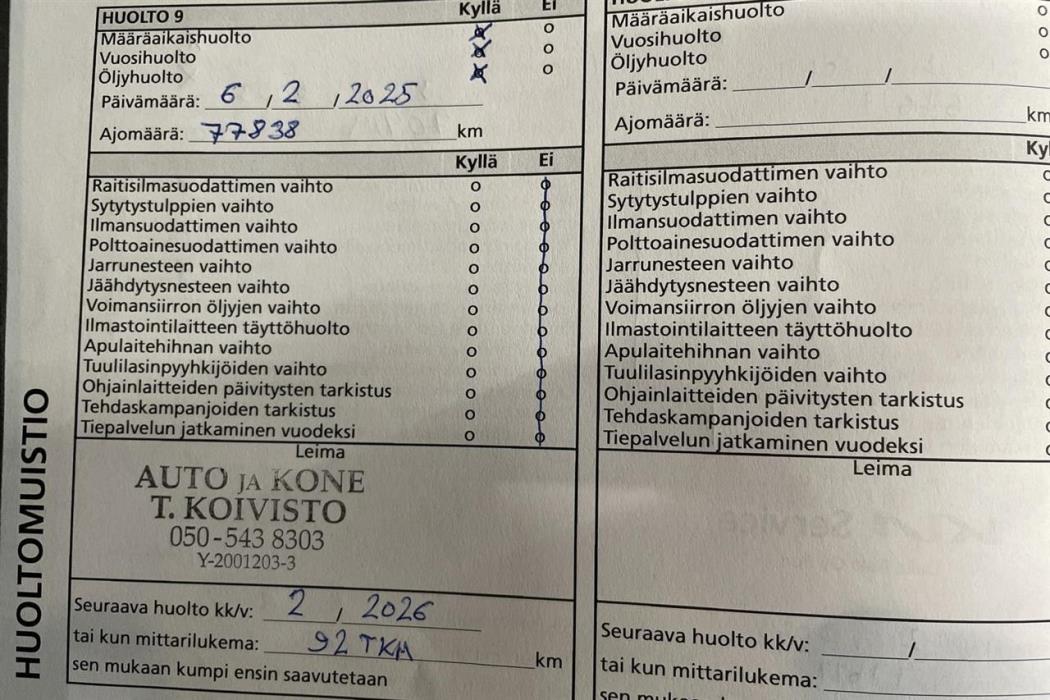 HUOLTOMUISTIO
HUOLTO 9 Kyllä Ei
Määräaikaishuolto o
Vuosihuolto o
Öljyhuolto o
Päivämäärä: 6 / 2 / 2025
Ajomäärä: 77838 km
Kyllä Ei
Raitisilmasuodattimen vaihto o o
Sytytystulppien vaihto o o
Ilmansuodattimen vaihto o o
Polttoainesuodattimen vaihto o o
Jarrunesteen vaihto o o
Jäähdytysnesteen vaihto o o
Voimansiirron öljyjen vaihto o o
Ilmastointilaitteen täyttöhuolto o o
Apulaitehihnan vaihto o o
Tuulilasinpyyhkijöiden vaihto o o
Ohjainlaitteiden päivitysten tarkistus o o
Tehdaskampanjoiden tarkistus o o
Tiepalvelun jatkaminen vuodeksi o o
Leima
AUTO JA KONE
T. KOIVISTO
050-543 8303
Y-2001203-3
Seuraava huolto kk/v: 2 / 2026
tai kun mittarilukema: 92 TKM km
sen mukaan kumpi ensin saavutetaan
Määräaikaishuolto o
Vuosihuolto o
Öljyhuolto o
Päivämäärä: / /
Ajomäärä: km
Raitisilmasuodattimen vaihto
Sytytystulppien vaihto
Ilmansuodattimen vaihto
Polttoainesuodattimen vaihto
Jarrunesteen vaihto
Jäähdytysnesteen vaihto
Voimansiirron öljyjen vaihto
Ilmastointilaitteen täyttöhuolto
Apulaitehihnan vaihto
Tuulilasinpyyhkijöiden vaihto
Ohjainlaitteiden päivitysten tarkistus
Tehdaskampanjoiden tarkistus
Tiepalvelun jatkaminen vuodeksi
Leima
Seuraava huolto kk/v: /
tai kun mittarilukema: